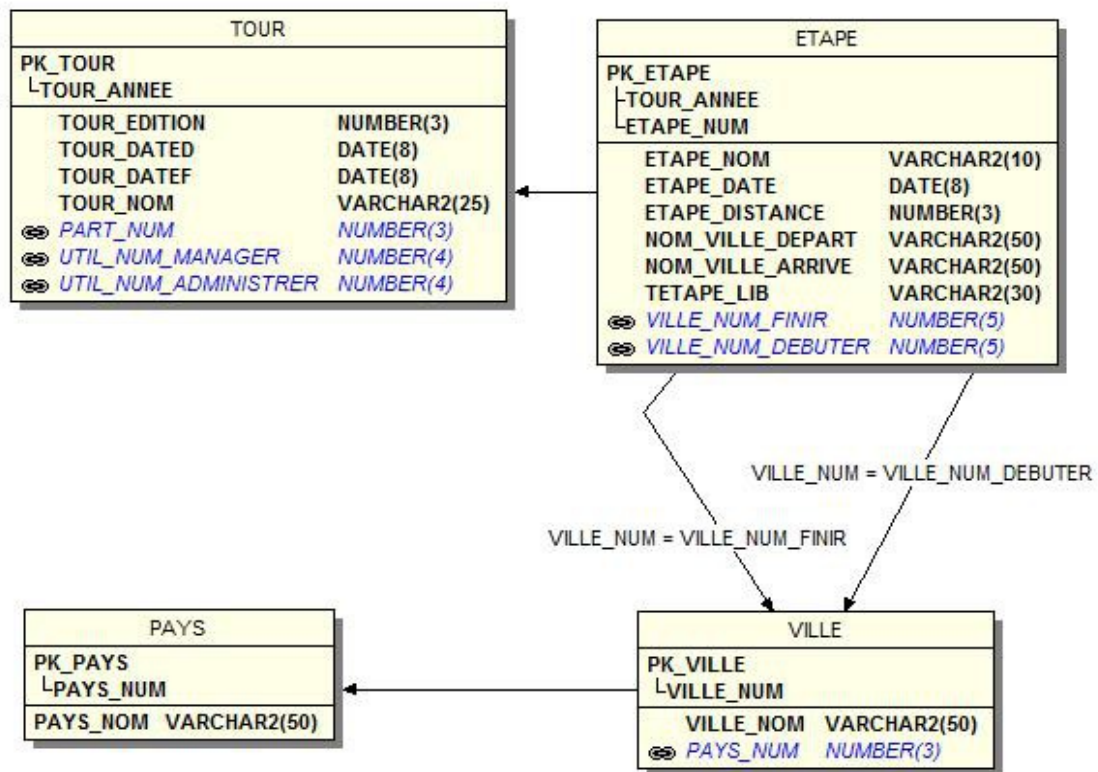 TOUR
PK_TOUR
TOUR_ANNEE
TOUR_EDITION NUMBER(3)
TOUR_DATED DATE(8)
TOUR_DATEF DATE(8)
TOUR_NOM VARCHAR2(25)
PART_NUM NUMBER(3)
UTIL_NUM_MANAGER NUMBER(4)
UTIL_NUM_ADMINISTRER NUMBER(4)
ETAPE
PK_ETAPE
TOUR_ANNEE
ETAPE_NUM
ETAPE_NOM VARCHAR2(10)
ETAPE_DATE DATE(8)
ETAPE_DISTANCE NUMBER(3)
NOM_VILLE_DEPART VARCHAR2(50)
NOM_VILLE_ARRIVE VARCHAR2(50)
TETAPE_LIB VARCHAR2(30)
VILLE_NUM_FINIR NUMBER(5)
VILLE_NUM_DEBUTER NUMBER(5)
VILLE_NUM = VILLE_NUM_DEBUTER
VILLE_NUM = VILLE_NUM_FINIR
PAYS
PK_PAYS
PAYS_NUM
PAYS_NOM VARCHAR2(50)
VILLE
PK_VILLE
VILLE_NUM
VILLE_NOM VARCHAR2(50)
PAYS_NUM NUMBER(3)